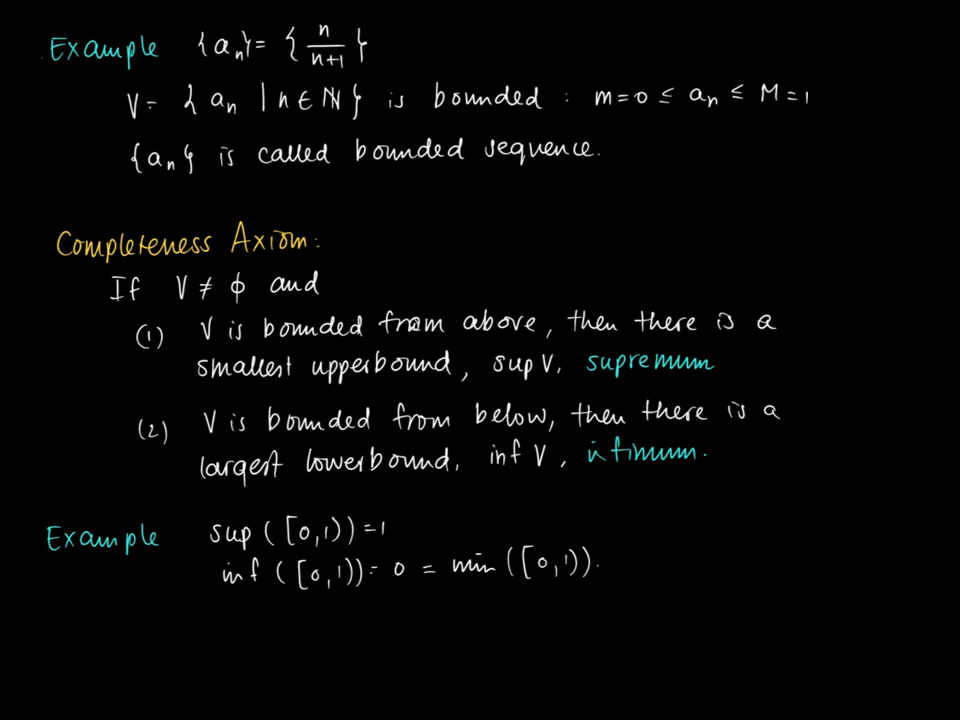 Example {aₙ} = { n/(n+1) }
V = { aₙ | n ∈ ℕ } is bounded : m=0 ≤ aₙ ≤ M=1
{aₙ} is called bounded sequence.
Completeness Axiom:
If V ≠ ϕ and
(1) V is bounded from above, then there is a
smallest upperbound, sup V. supremum
(2) V is bounded from below, then there is a
largest lowerbound. inf V, infimum.
Example sup ( [0,1) ) = 1
inf ( [0,1) ) = 0 = min ( [0,1) ).